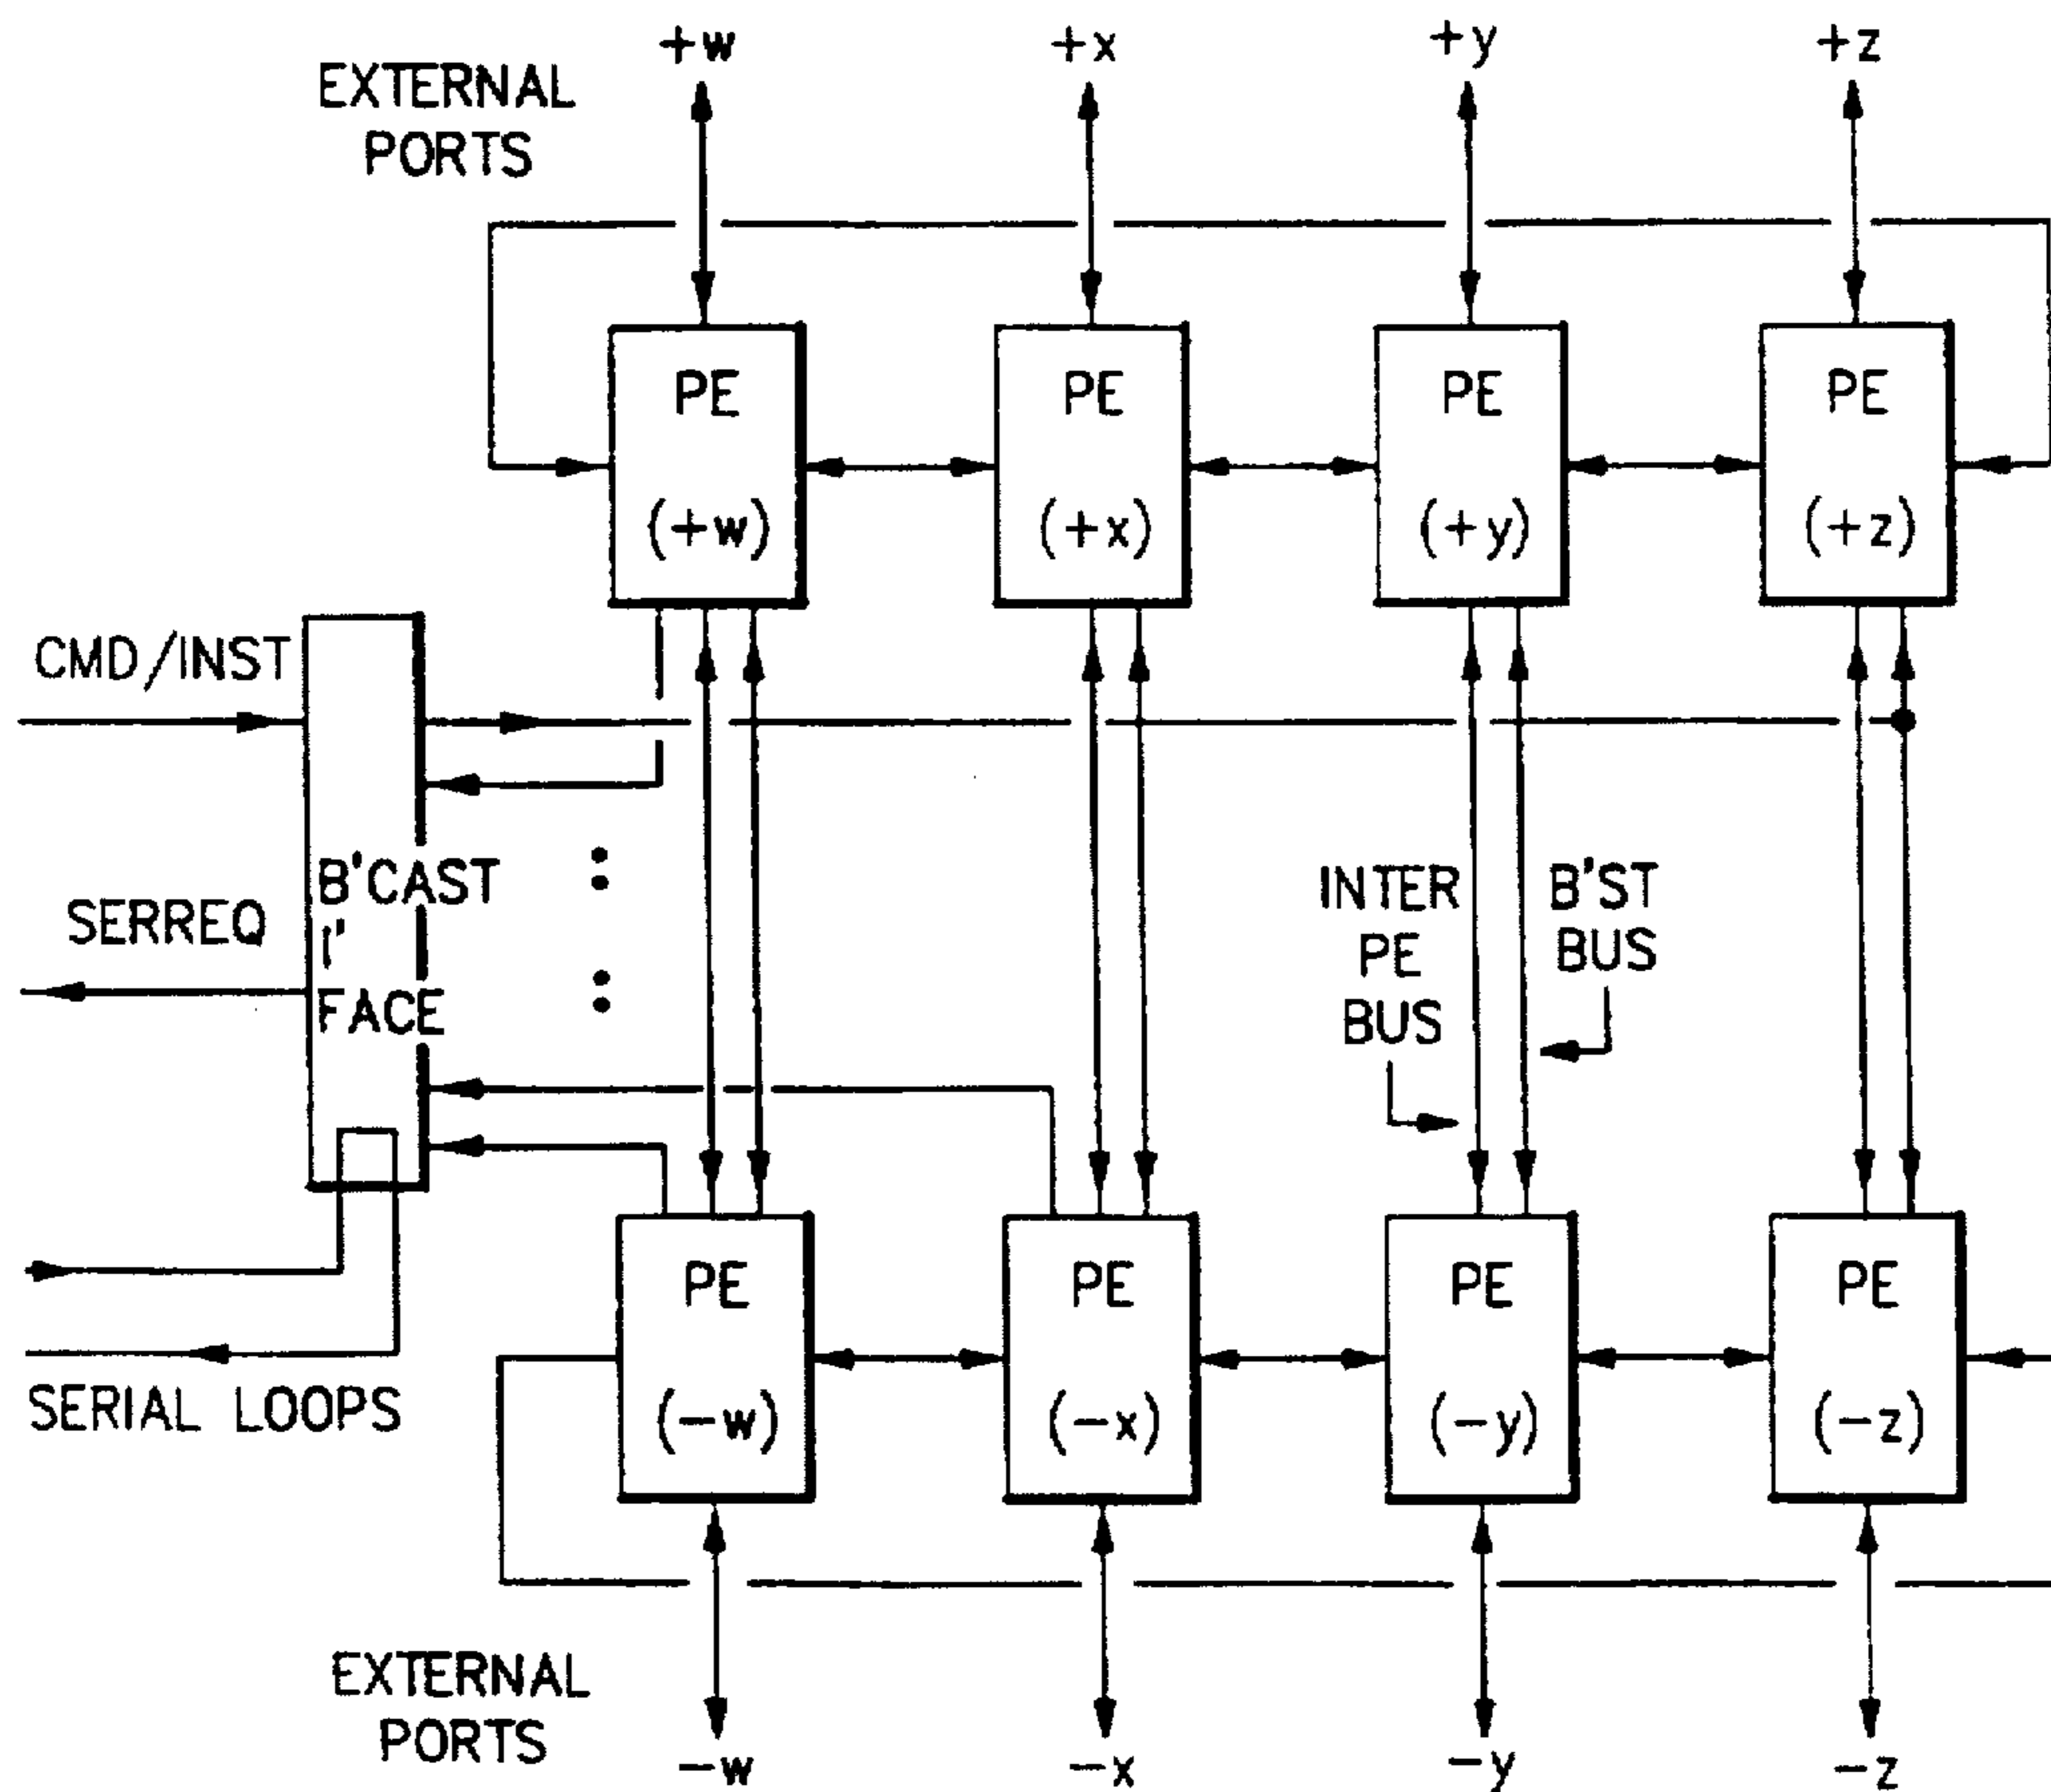 +w
+x
+y
+z
EXTERNAL
PORTS
PE
(+w)
PE
(+x)
PE
(+y)
PE
(+z)
CMD/INST
B'CAST
I'
FACE
SERREQ
INTER
PE
BUS
B'ST
BUS
SERIAL LOOPS
PE
(−w)
PE
(−x)
PE
(−y)
PE
(−z)
EXTERNAL
PORTS
−w
−x
−y
−z